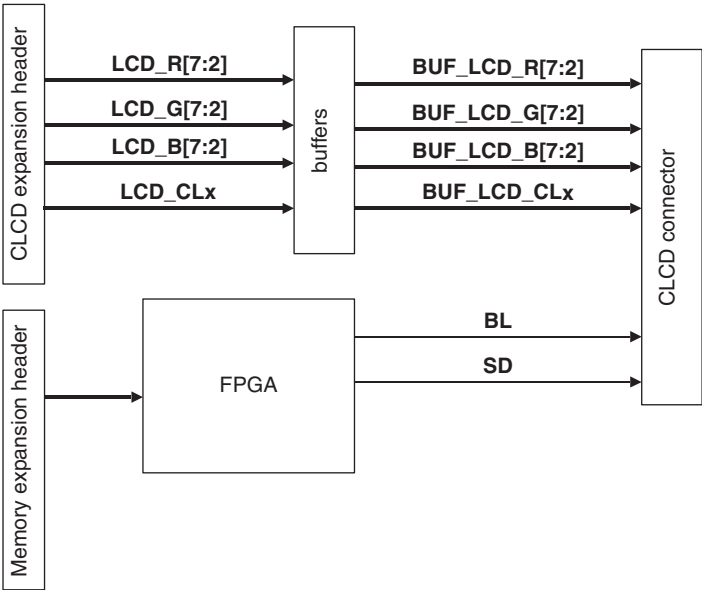 CLCD expansion header
LCD_R[7:2]
LCD_G[7:2]
LCD_B[7:2]
LCD_CLx
buffers
BUF_LCD_R[7:2]
BUF_LCD_G[7:2]
BUF_LCD_B[7:2]
BUF_LCD_CLx
CLCD connector
Memory expansion header
FPGA
BL
SD